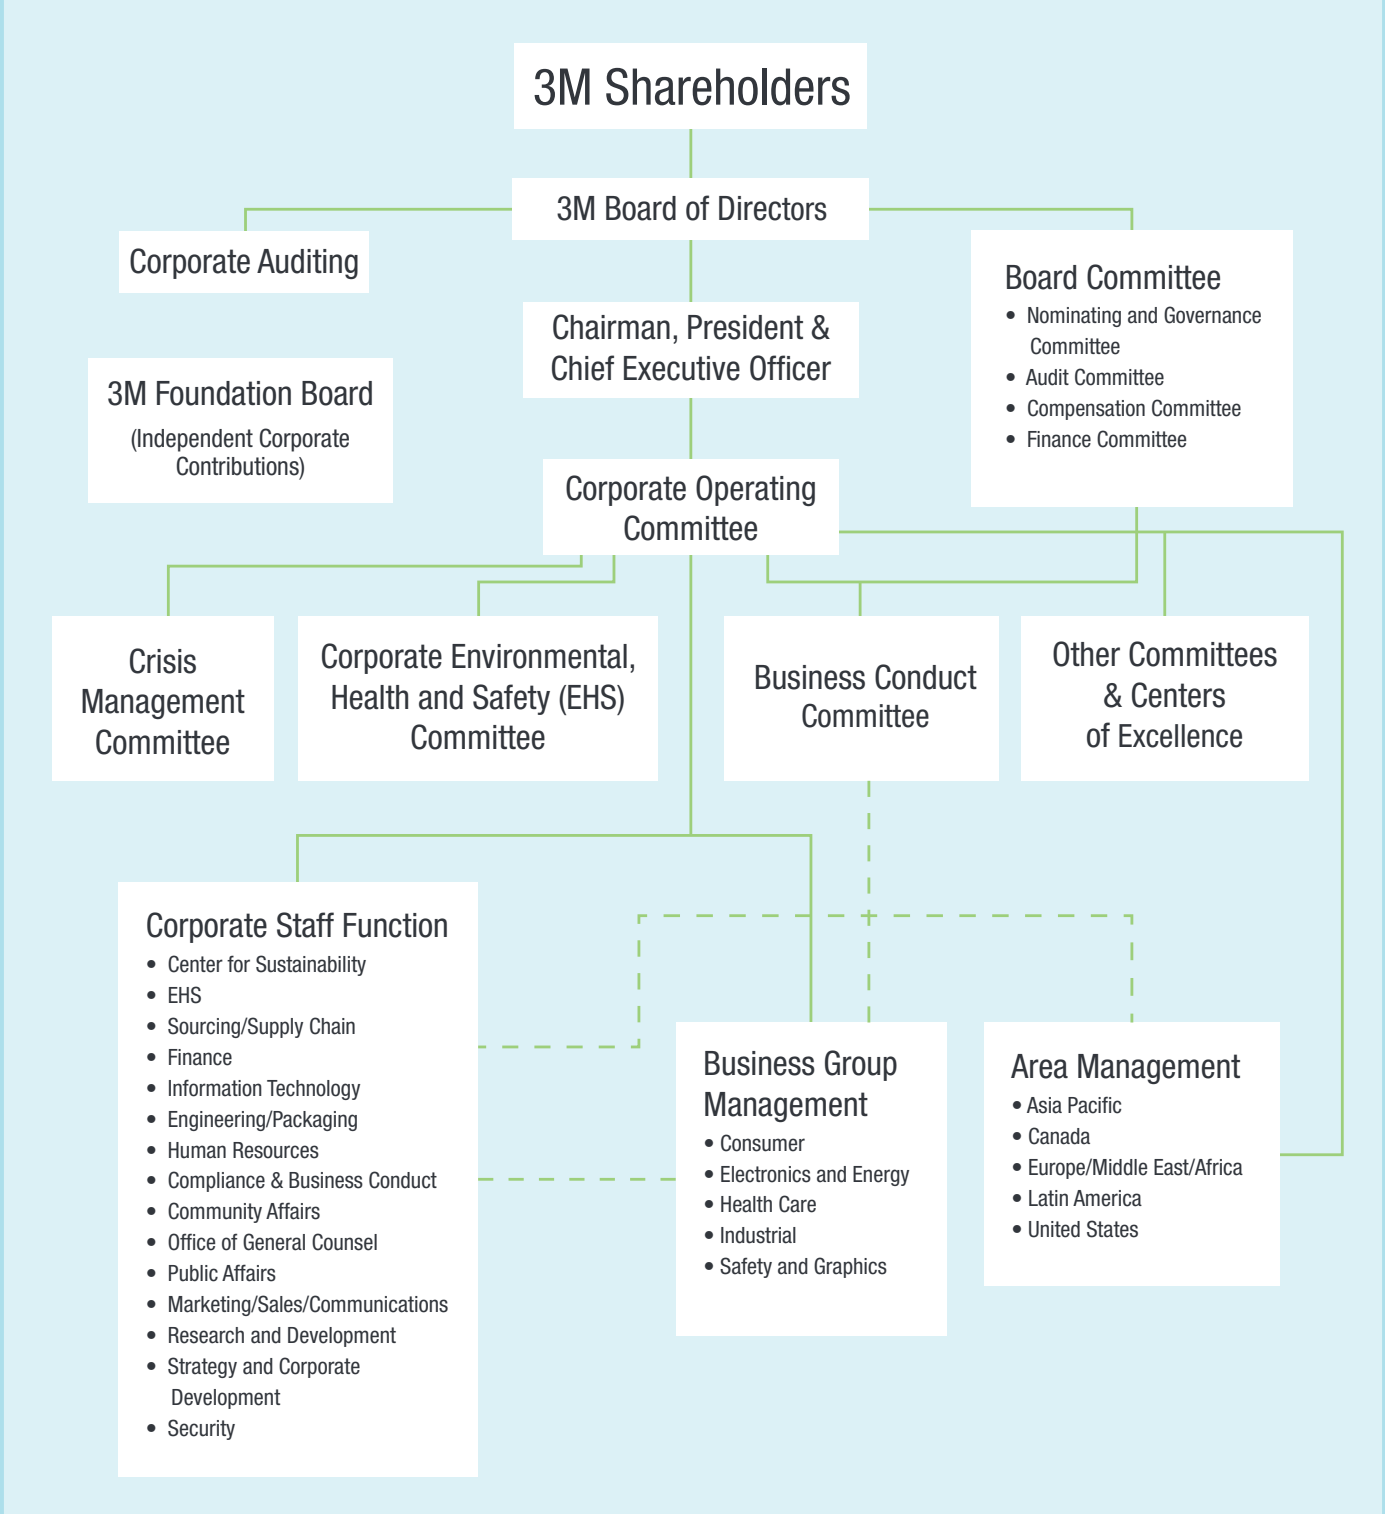 3M Shareholders
3M Board of Directors
Corporate Auditing
Board Committee
• Nominating and Governance
Committee
• Audit Committee
• Compensation Committee
• Finance Committee
Chairman, President &
Chief Executive Officer
3M Foundation Board
(Independent Corporate
Contributions)
Corporate Operating
Committee
Crisis
Management
Committee
Corporate Environmental,
Health and Safety (EHS)
Committee
Business Conduct
Committee
Other Committees
& Centers
of Excellence
Corporate Staff Function
• Center for Sustainability
• EHS
• Sourcing/Supply Chain
• Finance
• Information Technology
• Engineering/Packaging
• Human Resources
• Compliance & Business Conduct
• Community Affairs
• Office of General Counsel
• Public Affairs
• Marketing/Sales/Communications
• Research and Development
• Strategy and Corporate
Development
• Security
Business Group
Management
• Consumer
• Electronics and Energy
• Health Care
• Industrial
• Safety and Graphics
Area Management
• Asia Pacific
• Canada
• Europe/Middle East/Africa
• Latin America
• United States